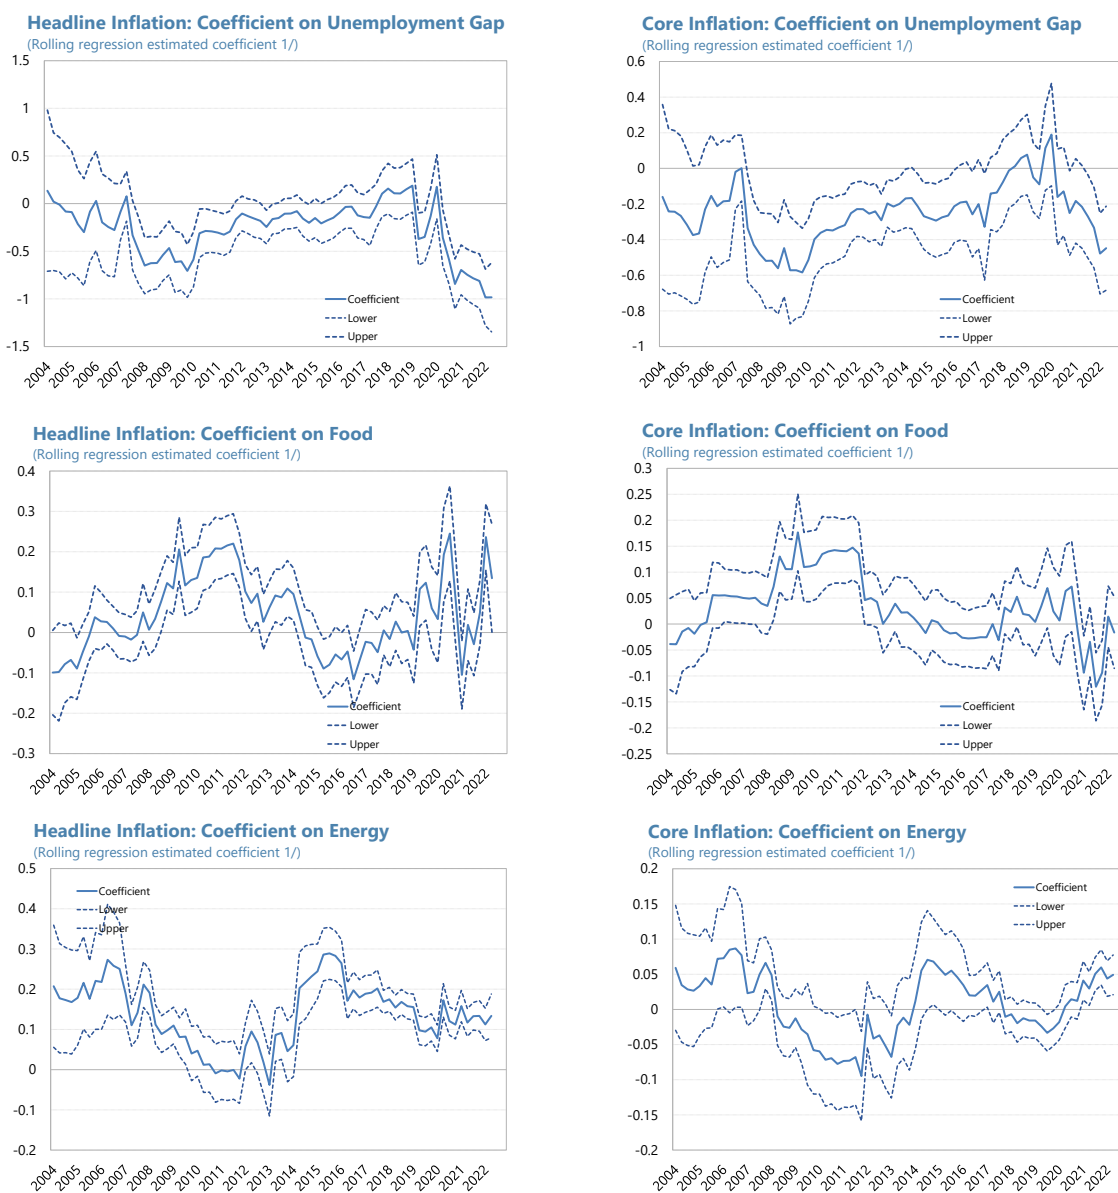 Headline Inflation: Coefficient on Unemployment Gap
(Rolling regression estimated coefficient 1/)
1.5
1
0.5
0
-0.5
-1
-1.5
Coefficient
Lower
Upper
2004 2005 2006 2007 2008 2009 2010 2011 2012 2013 2014 2015 2016 2017 2018 2019 2020 2021 2022
Core Inflation: Coefficient on Unemployment Gap
(Rolling regression estimated coefficient 1/)
0.6
0.4
0.2
0
-0.2
-0.4
-0.6
-0.8
-1
Coefficient
Lower
Upper
2004 2005 2006 2007 2008 2009 2010 2011 2012 2013 2014 2015 2016 2017 2018 2019 2020 2021 2022
Headline Inflation: Coefficient on Food
(Rolling regression estimated coefficient 1/)
0.4
0.3
0.2
0.1
0
-0.1
-0.2
-0.3
Coefficient
Lower
Upper
2004 2005 2006 2007 2008 2009 2010 2011 2012 2013 2014 2015 2016 2017 2018 2019 2020 2021 2022
Core Inflation: Coefficient on Food
(Rolling regression estimated coefficient 1/)
0.3
0.25
0.2
0.15
0.1
0.05
0
-0.05
-0.1
-0.15
-0.2
-0.25
Coefficient
Lower
Upper
2004 2005 2006 2007 2008 2009 2010 2011 2012 2013 2014 2015 2016 2017 2018 2019 2020 2021 2022
Headline Inflation: Coefficient on Energy
(Rolling regression estimated coefficient 1/)
0.5
0.4
0.3
0.2
0.1
0
-0.1
-0.2
Coefficient
Lower
Upper
2004 2005 2006 2007 2008 2009 2010 2011 2012 2013 2014 2015 2016 2017 2018 2019 2020 2021 2022
Core Inflation: Coefficient on Energy
(Rolling regression estimated coefficient 1/)
0.2
0.15
0.1
0.05
0
-0.05
-0.1
-0.15
-0.2
Coefficient
Lower
Upper
2004 2005 2006 2007 2008 2009 2010 2011 2012 2013 2014 2015 2016 2017 2018 2019 2020 2021 2022